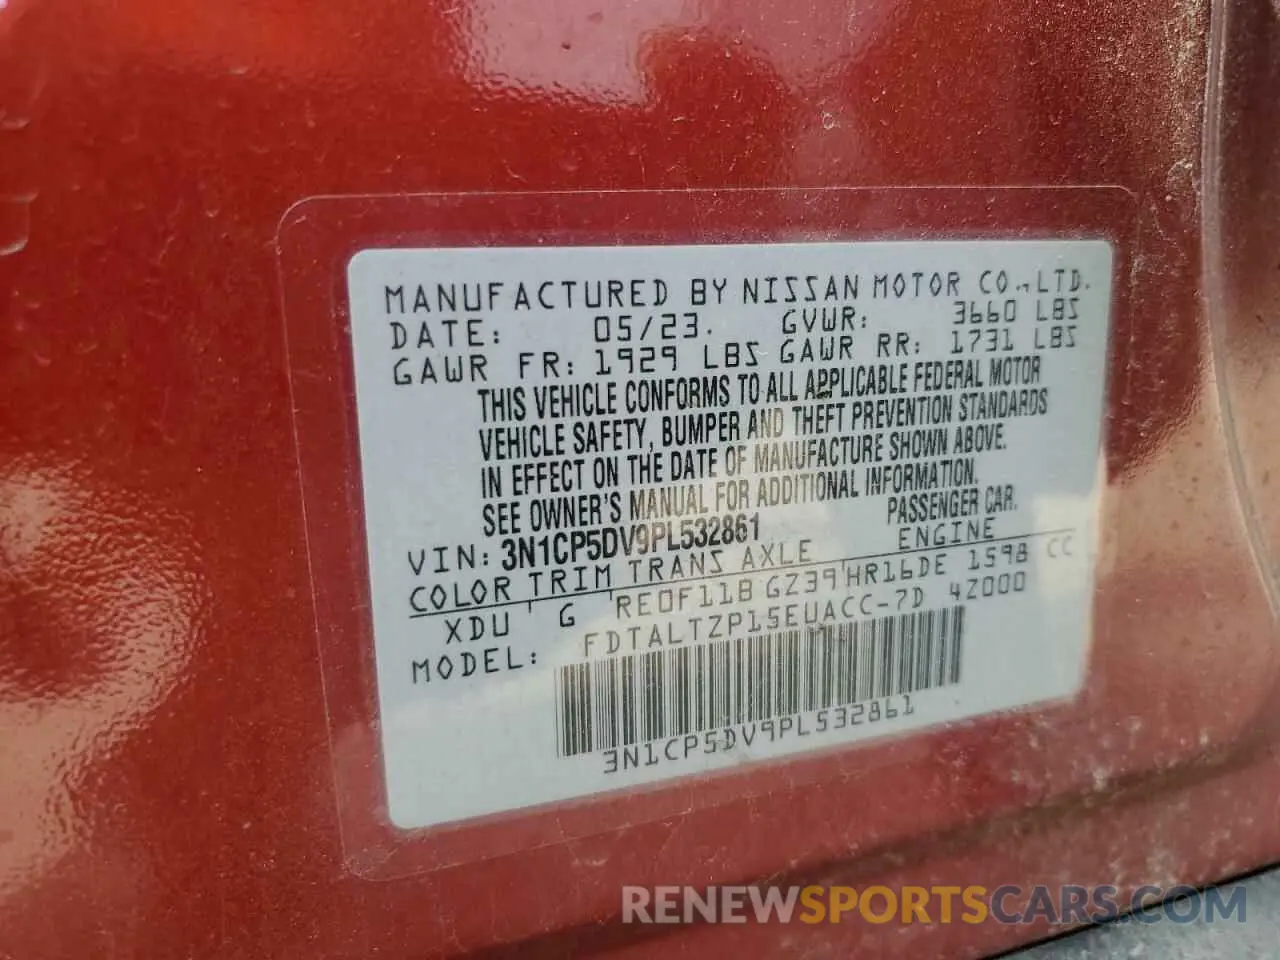 MANUFACTURED BY NISSAN MOTOR CO.,LTD.
DATE: 05/23. GVWR: 3660 LBS
GAWR FR: 1929 LBS GAWR RR: 1731 LBS
THIS VEHICLE CONFORMS TO ALL APPLICABLE FEDERAL MOTOR
VEHICLE SAFETY, BUMPER AND THEFT PREVENTION STANDARDS
IN EFFECT ON THE DATE OF MANUFACTURE SHOWN ABOVE.
SEE OWNER'S MANUAL FOR ADDITIONAL INFORMATION.
VIN: 3N1CP5DV9PL532861 PASSENGER CAR.
COLOR TRIM TRANS AXLE ENGINE
XDU G RE0F11B GZ39 HR16DE 1598 CC
MODEL: FDTALTZP15EUACC-7D 42000
3N1CP5DV9PL532861
RENEWSPORTSCARS.COM